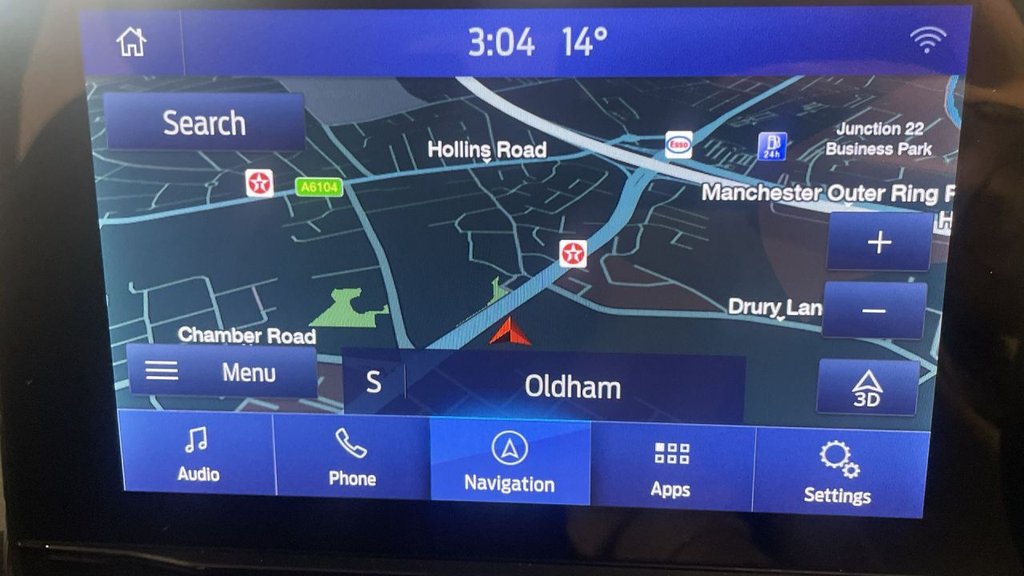 3:04 14°
Search
Hollins Road
Esso
24h
Junction 22
Business Park
A6104
Manchester Outer Ring
Drury Lan
Chamber Road
Menu
S
Oldham
3D
Audio
Phone
Navigation
Apps
Settings